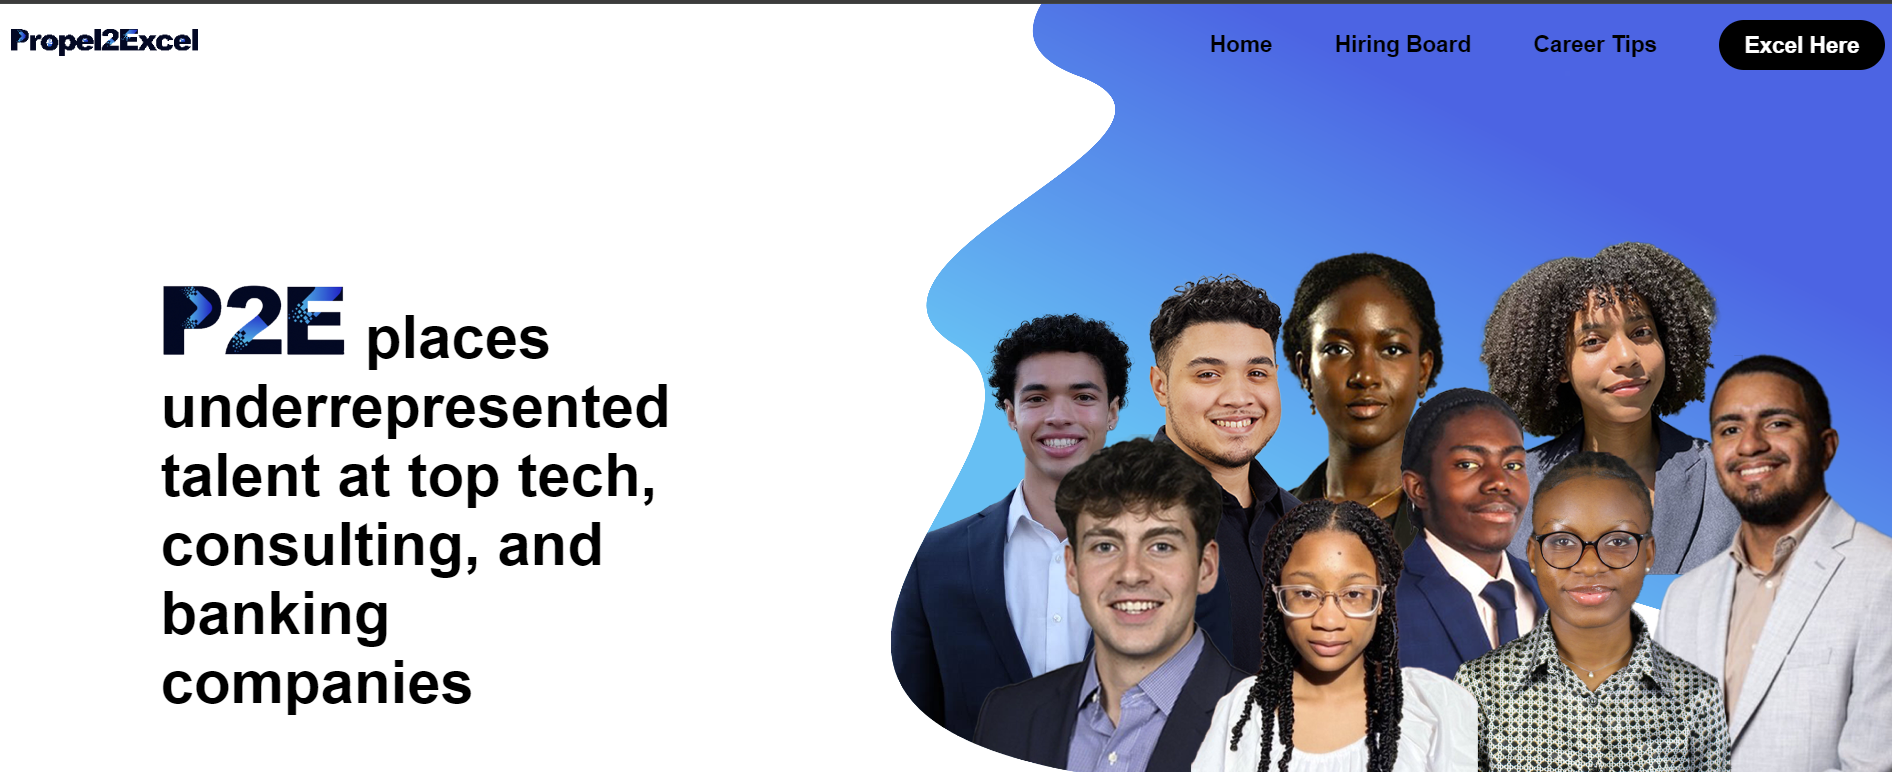 Propel2Excel
Home Hiring Board Career Tips Excel Here
P2E places
underrepresented
talent at top tech,
consulting, and
banking
companies